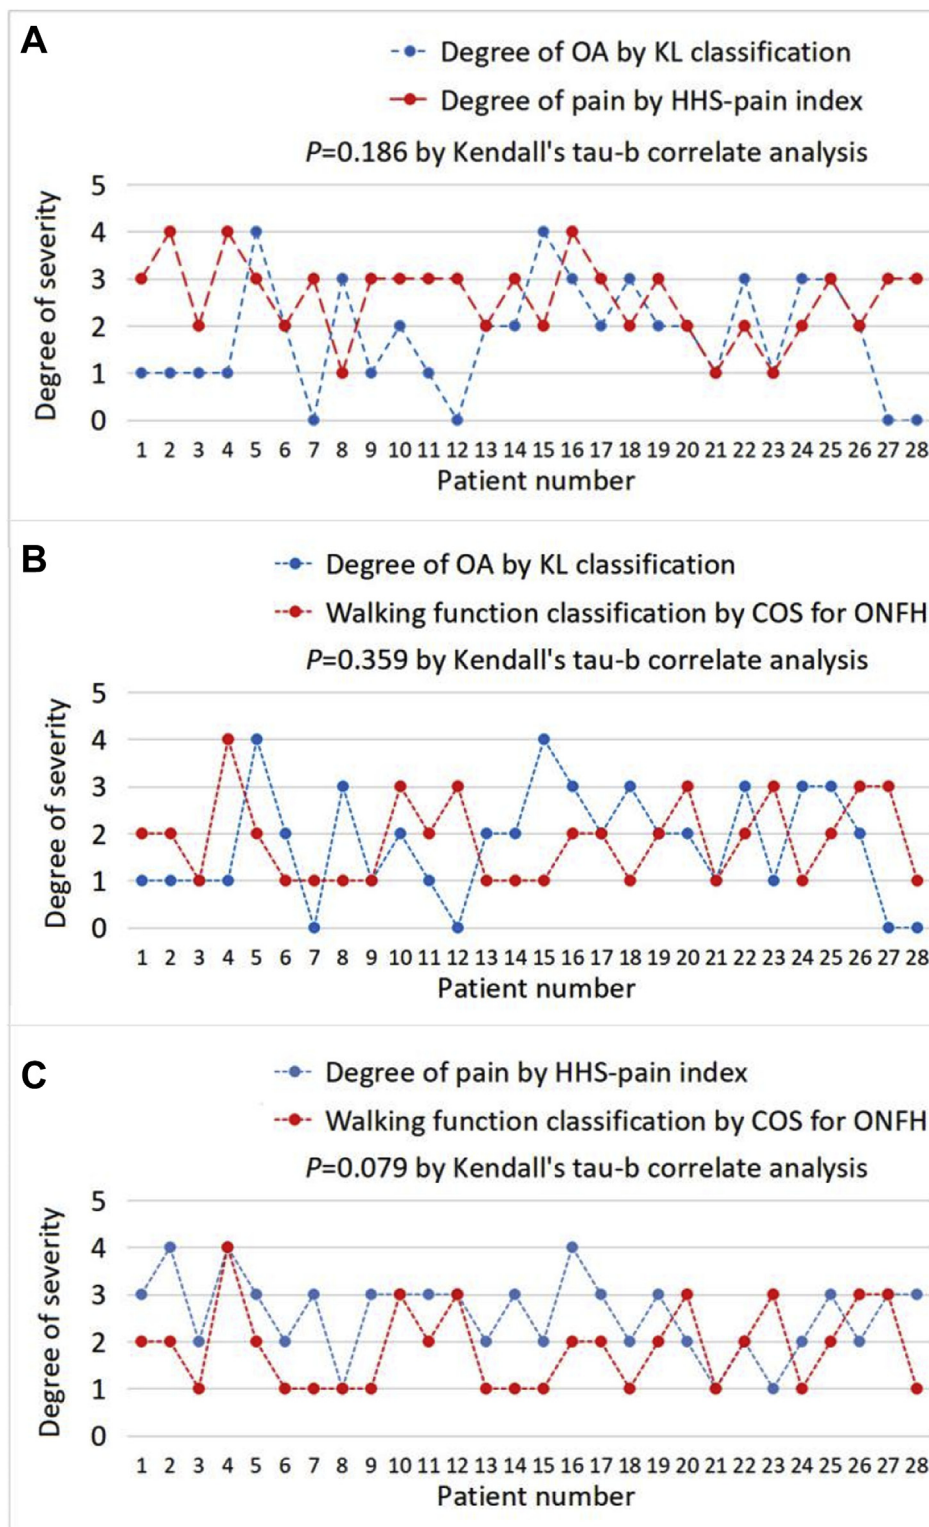 A
Degree of OA by KL classification
Degree of pain by HHS-pain index
P=0.186 by Kendall's tau-b correlate analysis
Degree of severity
5
4
3
2
1
0
1 2 3 4 5 6 7 8 9 10 11 12 13 14 15 16 17 18 19 20 21 22 23 24 25 26 27 28
Patient number
B
Degree of OA by KL classification
Walking function classification by COS for ONFH
P=0.359 by Kendall's tau-b correlate analysis
Degree of severity
5
4
3
2
1
0
1 2 3 4 5 6 7 8 9 10 11 12 13 14 15 16 17 18 19 20 21 22 23 24 25 26 27 28
Patient number
C
Degree of pain by HHS-pain index
Walking function classification by COS for ONFH
P=0.079 by Kendall's tau-b correlate analysis
Degree of severity
5
4
3
2
1
0
1 2 3 4 5 6 7 8 9 10 11 12 13 14 15 16 17 18 19 20 21 22 23 24 25 26 27 28
Patient number